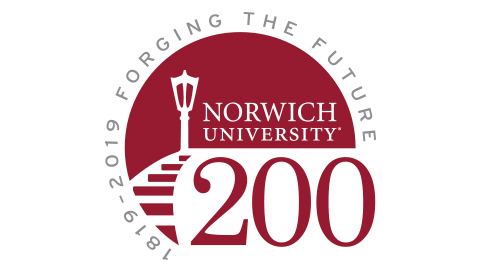 1819-2019 FORGING THE FUTURE
NORWICH
UNIVERSITY®
200